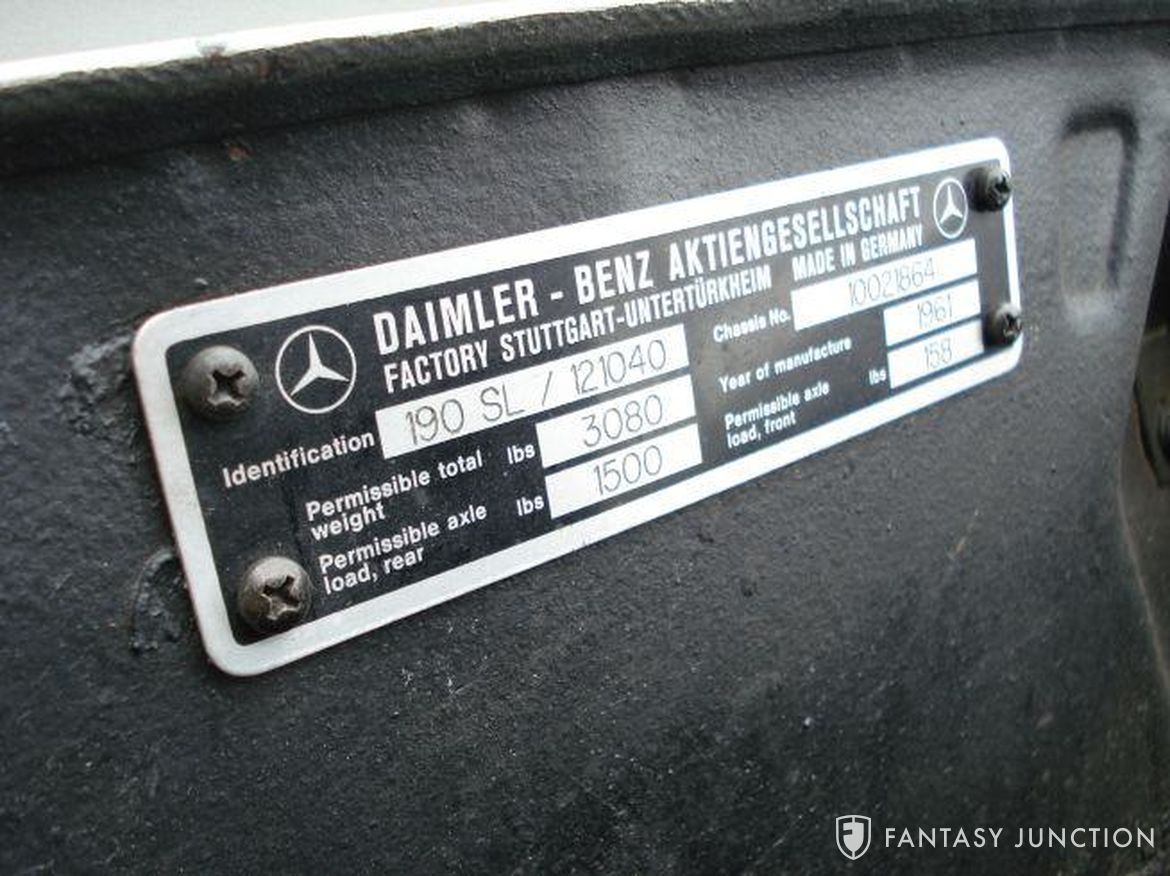 DAIMLER - BENZ AKTIENGESELLSCHAFT
FACTORY STUTTGART-UNTERTÜRKHEIM MADE IN GERMANY
Identification 190 SL / 121040 Chassis No. 10021864
Permissible total weight lbs 3080 Year of manufacture 1961
Permissible axle load, rear lbs 1500 Permissible axle load, front lbs 158
FANTASY JUNCTION